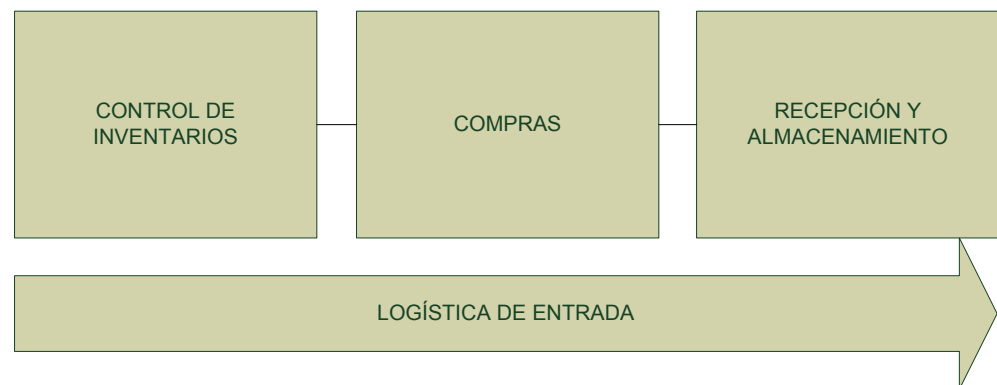 CONTROL DE
INVENTARIOS
COMPRAS
RECEPCIÓN Y
ALMACENAMIENTO
LOGÍSTICA DE ENTRADA